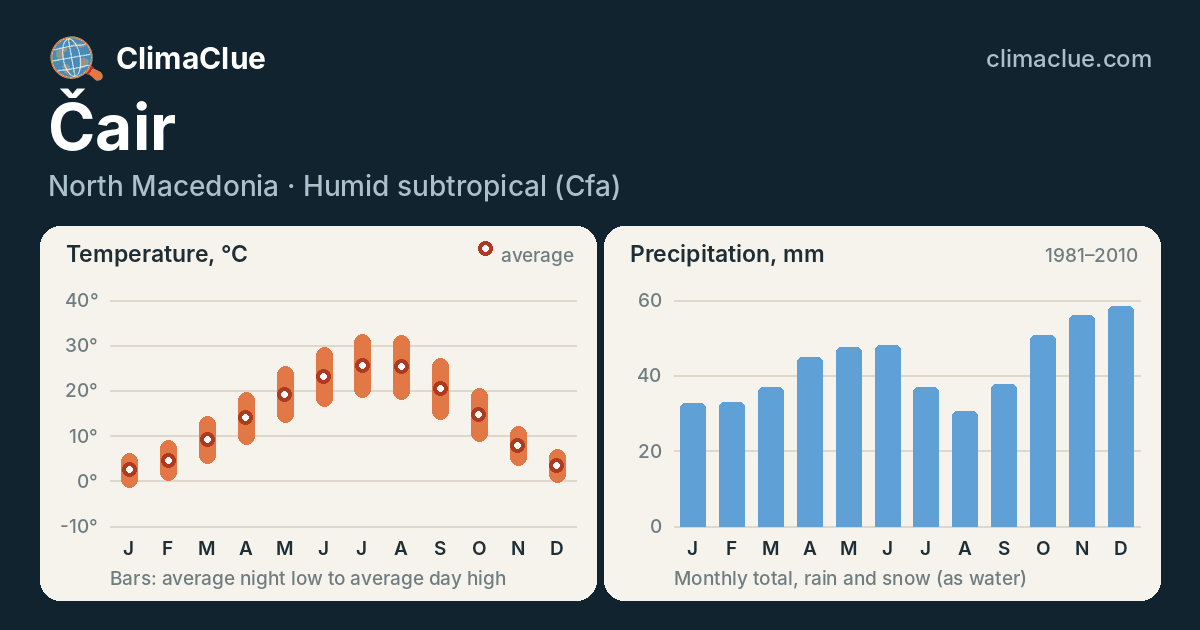 ClimaClue
climaclue.com
Čair
North Macedonia · Humid subtropical (Cfa)
Temperature, °C
average
40°
30°
20°
10°
0°
-10°
J F M A M J J A S O N D
Bars: average night low to average day high
Precipitation, mm
1981–2010
60
40
20
0
J F M A M J J A S O N D
Monthly total, rain and snow (as water)